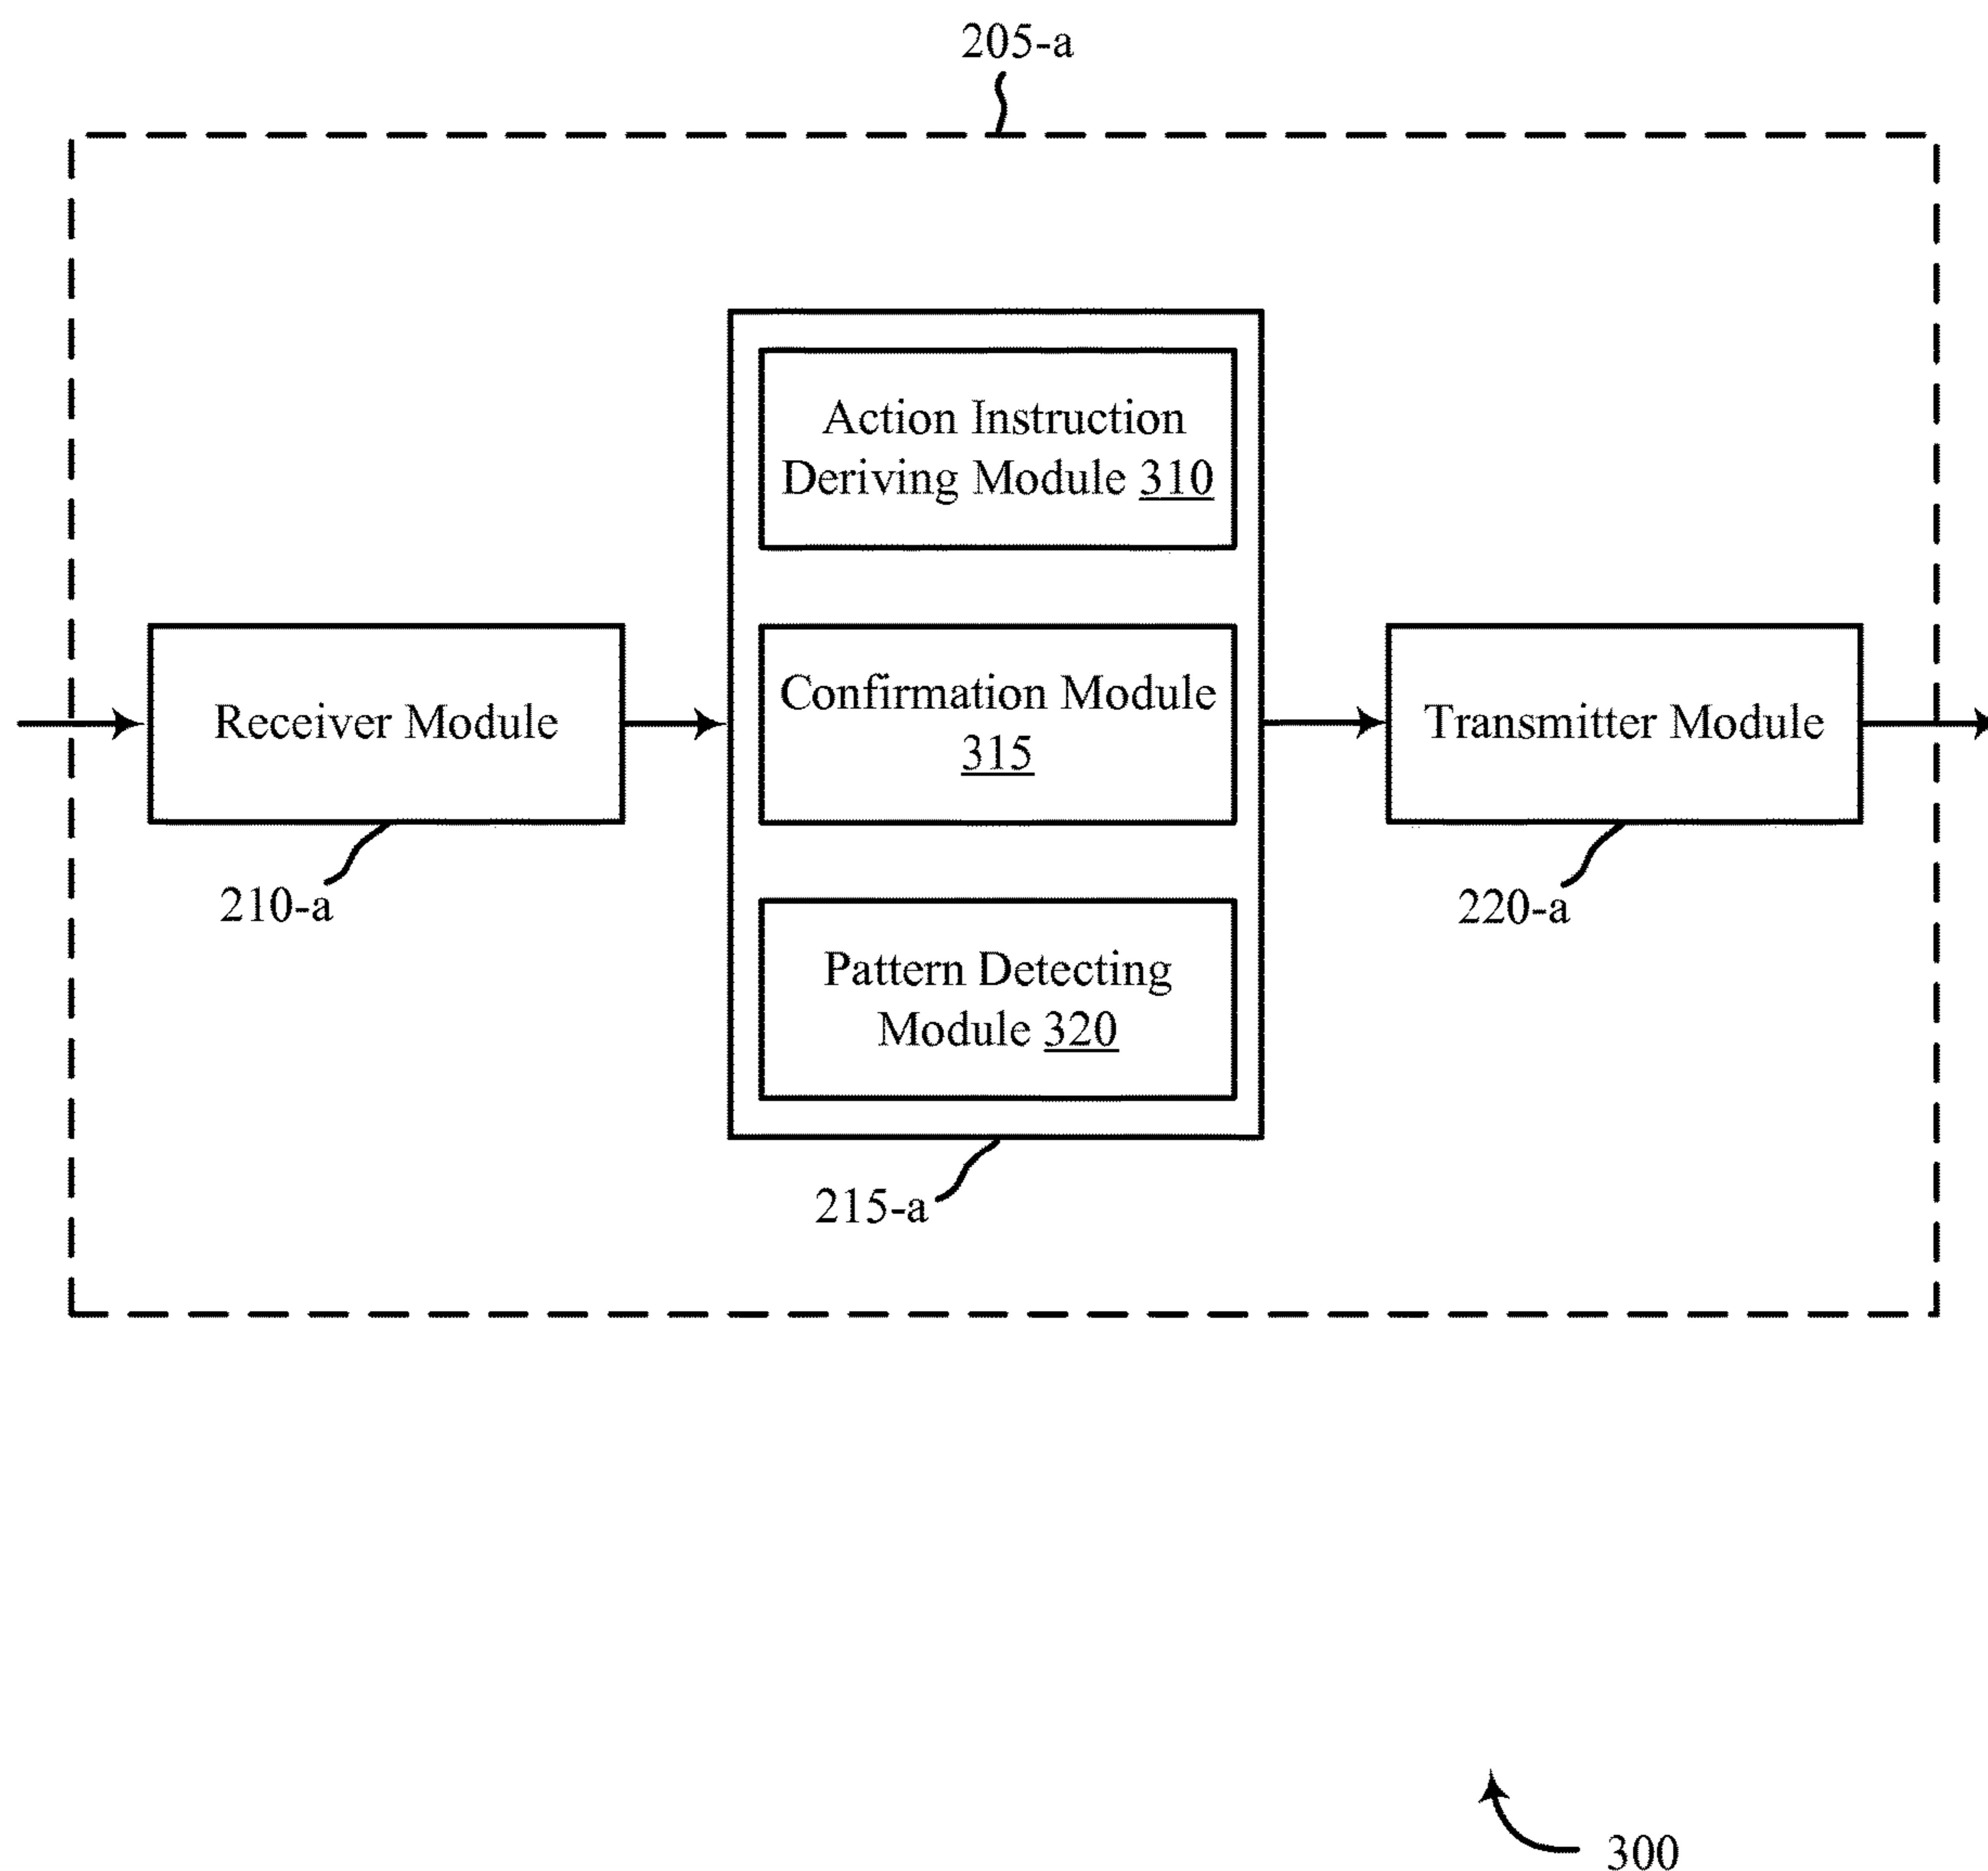 205-a
Action Instruction
Deriving Module 310
Receiver Module
Confirmation Module
315
Transmitter Module
210-a
220-a
Pattern Detecting
Module 320
215-a
300